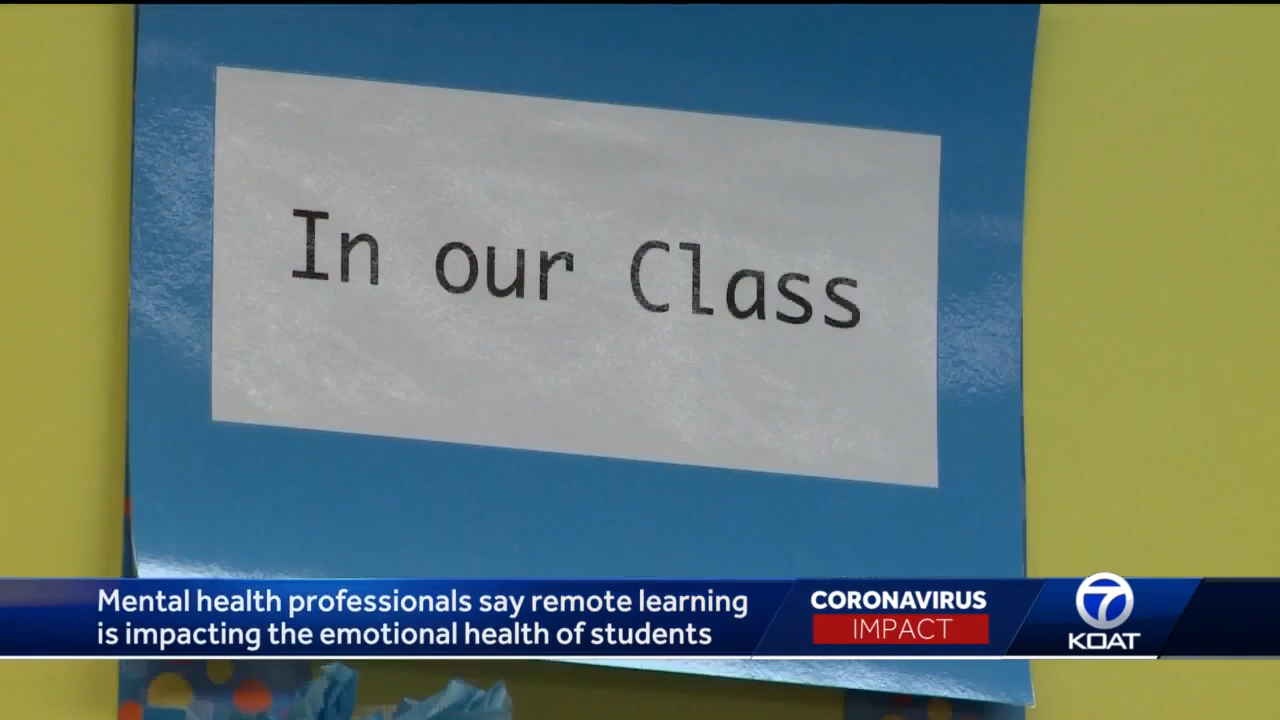 In our Class
Mental health professionals say remote learning
is impacting the emotional health of students
CORONAVIRUS
IMPACT
7
KOAT